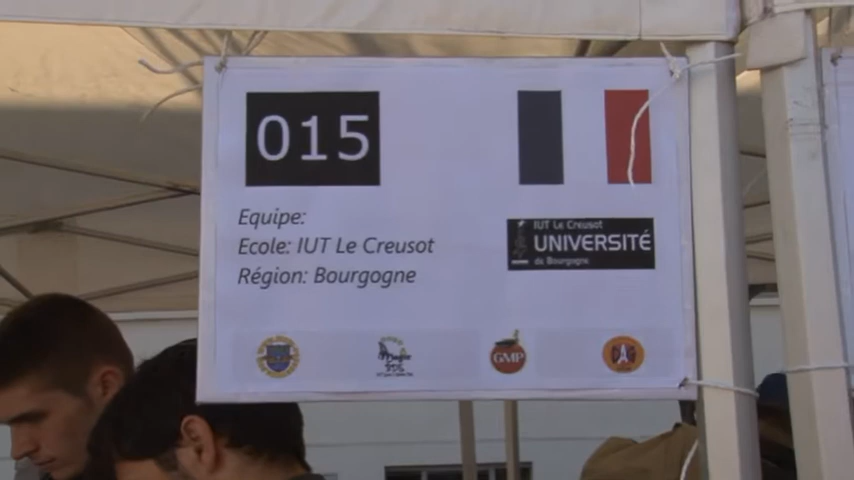 015
Equipe:
Ecole: IUT Le Creusot
Région: Bourgogne
IUT Le Creusot
UNIVERSITÉ
de Bourgogne
GMP